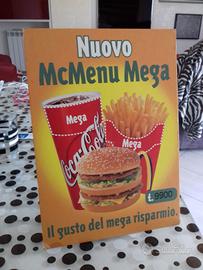 Nuovo
McMenu Mega
Mega
Mega
Coca-Cola
£ 9900
Il gusto del mega risparmio.